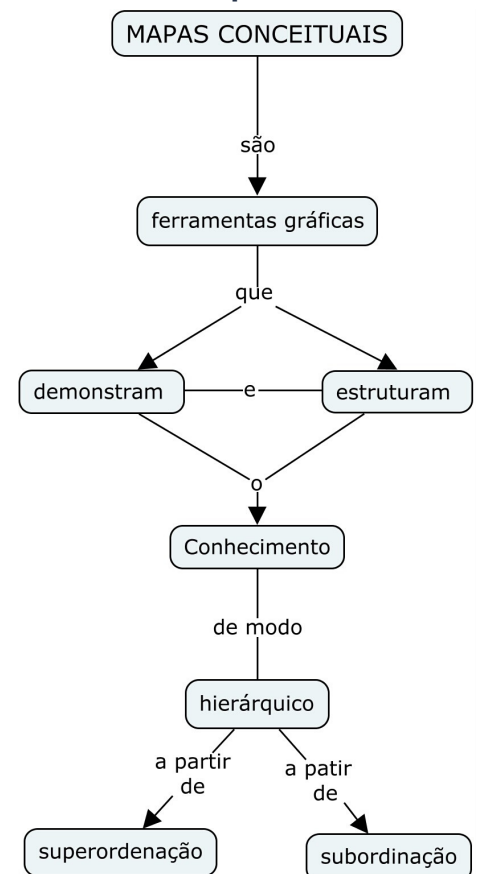 MAPAS CONCEITUAIS
são
ferramentas gráficas
que
demonstram
e
estruturam
o
Conhecimento
de modo
hierárquico
a partir
de
a patir
de
superordenação
subordinação